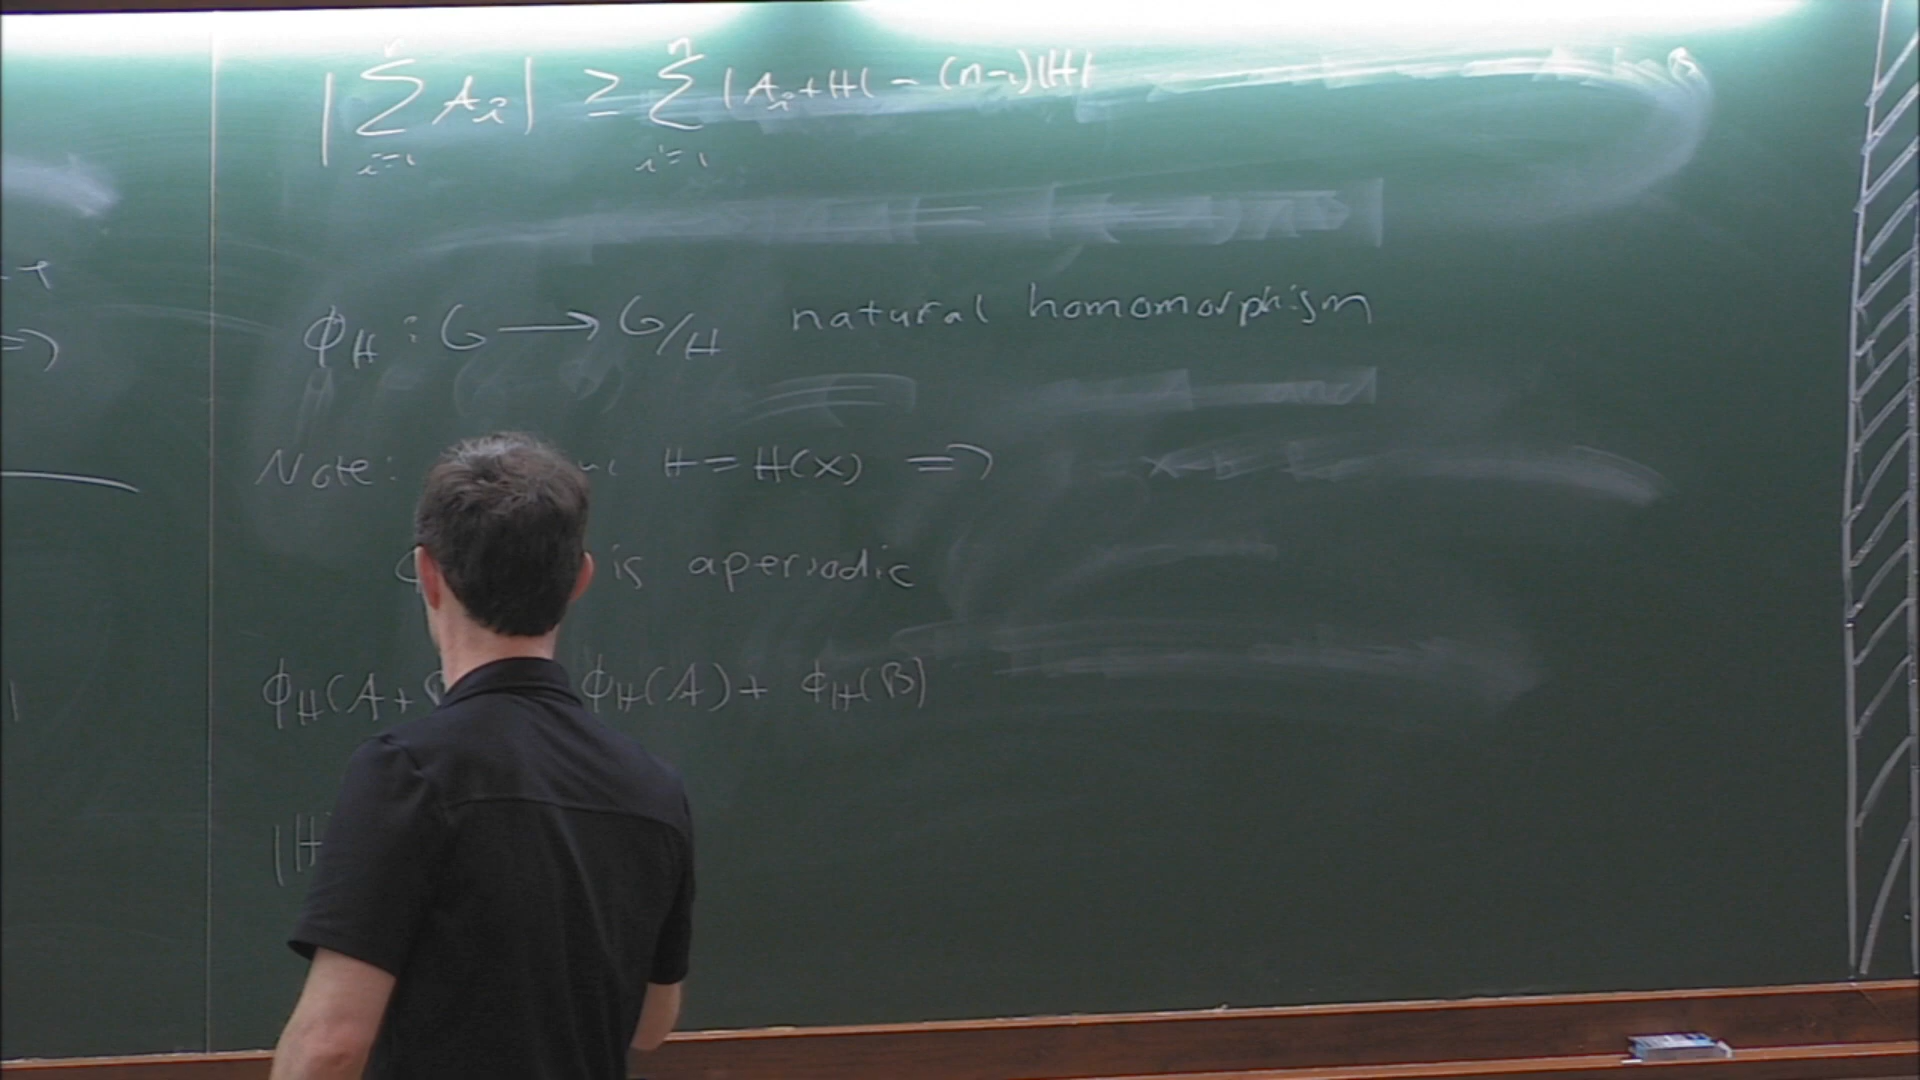 |∑_{i=1}^{n} A_i| ≥ ∑_{i=1}^{n} |A_i+H| - (n-1)|H|
ϕ_H : G ⟶ G/H natural homomorphism
Note: H = H(X) ⇒
is aperiodic
ϕ_H(A+ ϕ_H(A) + ϕ_H(B)
|H